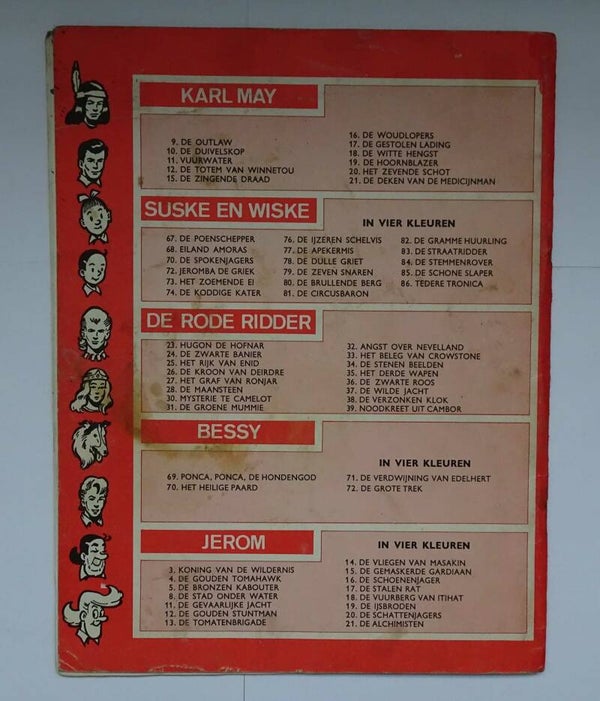 KARL MAY
9. DE OUTLAW
10. DE DUIVELSKOP
11. VUURWATER
12. DE TOTEM VAN WINNETOU
15. DE ZINGENDE DRAAD
16. DE WOUDLOPERS
17. DE GESTOLEN LADING
18. DE WITTE HENGST
19. DE HOORNBLAZER
20. HET ZEVENDE SCHOT
21. DE DEKEN VAN DE MEDICIJNMAN
SUSKE EN WISKE
IN VIER KLEUREN
67. DE POENSCHEPPER
68. EILAND AMORAS
70. DE SPOKENJAGERS
72. JEROMBA DE GRIEK
73. HET ZOEMENDE EI
74. DE KODDIGE KATER
76. DE IJZEREN SCHELVIS
77. DE APEKERMIS
78. DE DULLE GRIET
79. DE ZEVEN SNAREN
80. DE BRULLENDE BERG
81. DE CIRCUSBARON
82. DE GRAMME HUURLING
83. DE STRAATRIDDER
84. DE STEMMENROVER
85. DE SCHONE SLAPER
86. TEDERE TRONICA
DE RODE RIDDER
23. HUGON DE HOFNAR
24. DE ZWARTE BANIER
25. HET RIJK VAN ENID
26. DE KROON VAN DEIRDRE
27. HET GRAF VAN RONJAR
28. DE MAANSTEEN
30. MYSTERIE TE CAMELOT
31. DE GROENE MUMMIE
32. ANGST OVER NEVELLAND
33. HET BELEG VAN CROWSTONE
34. DE STENEN BEELDEN
35. HET DERDE WAPEN
36. DE ZWARTE ROOS
37. DE WILDE JACHT
38. DE VERZONKEN KLOK
39. NOODKREET UIT CAMBOR
BESSY
IN VIER KLEUREN
69. PONCA, PONCA, DE HONDENGOD
70. HET HEILIGE PAARD
71. DE VERDWIJNING VAN EDELHERT
72. DE GROTE TREK
JEROM
IN VIER KLEUREN
3. KONING VAN DE WILDERNIS
4. DE GOUDEN TOMAHAWK
5. DE BRONZEN KABOUTER
8. DE STAD ONDER WATER
11. DE GEVAARLIJKE JACHT
12. DE GOUDEN STUNTMAN
13. DE TOMATENBRIGADE
14. DE VLIEGEN VAN MASAKIN
15. DE GEMASKERDE GARDIAAN
16. DE SCHOENENJAGER
17. DE STALEN RAT
18. DE VUURBERG VAN ITIHAT
19. DE IJSBRODEN
20. DE SCHATTENJAGERS
21. DE ALCHIMISTEN